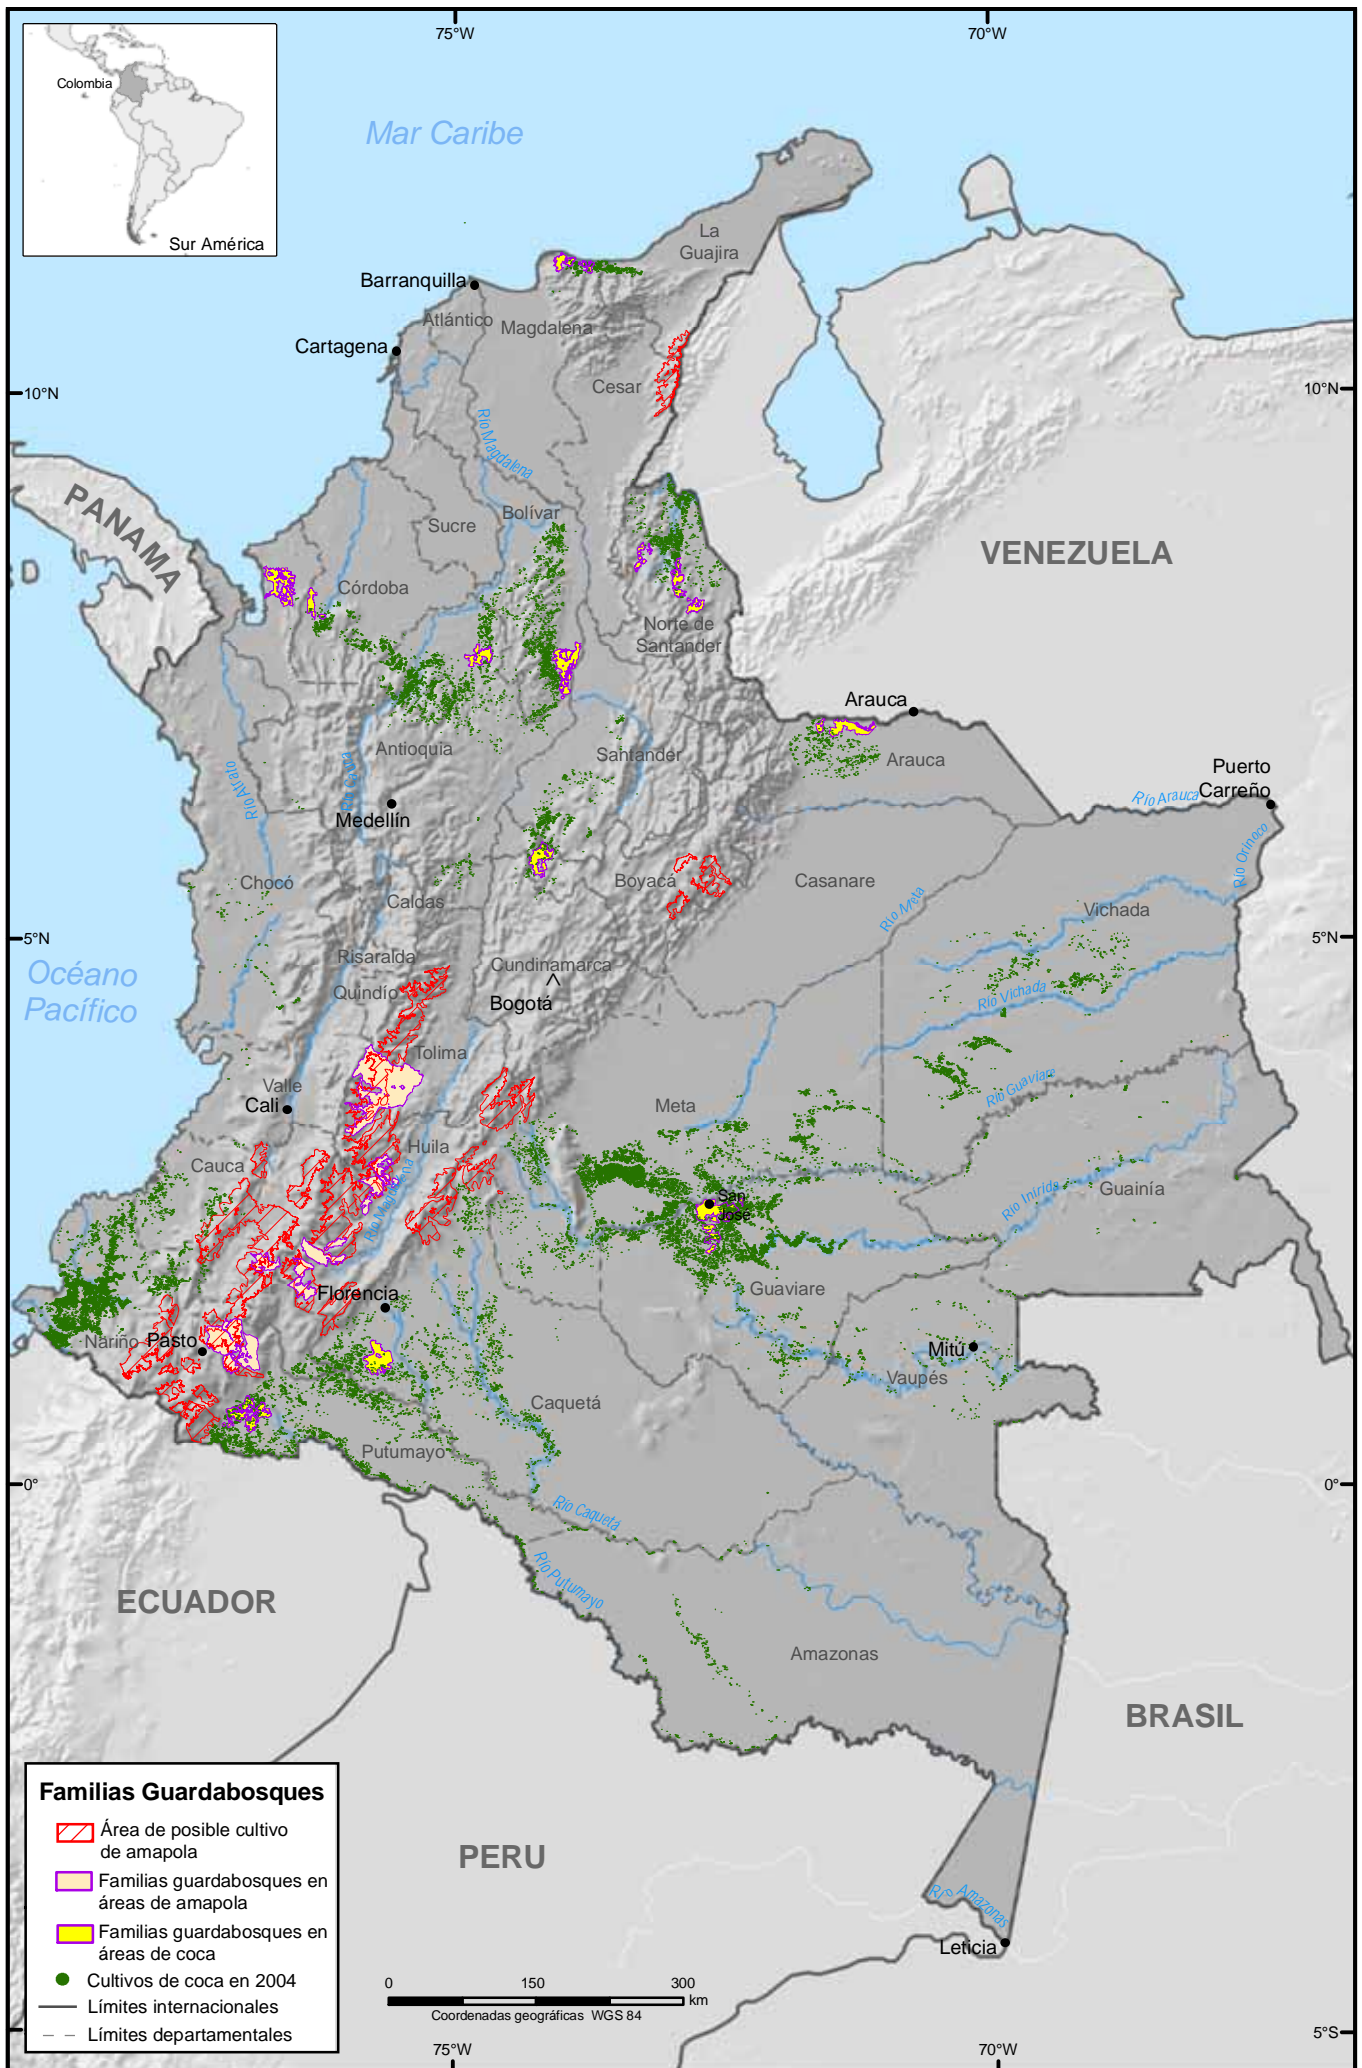 75°W
70°W
Colombia
Sur América
Mar Caribe
La
Guajira
Barranquilla
Atlántico
Magdalena
Cartagena
Cesar
10°N
10°N
Río Magdalena
PANAMA
Sucre
Bolívar
VENEZUELA
Córdoba
Norte de
Santander
Arauca
Antioquia
Santander
Arauca
Puerto
Carreño
Río Arauca
Río Atrato
Río Cauca
Medellín
Río Orinoco
Chocó
Caldas
Boyacá
Casanare
Río Meta
Vichada
5°N
5°N
Océano
Pacífico
Risaralda
Cundinamarca
Quindío
Bogotá
Río Vichada
Tolima
Valle
Cali
Río Guaviare
Meta
Huila
Cauca
Río Magdalena
San
José
Río Inirida
Guainía
Florencia
Guaviare
Nariño
Pasto
Mitú
Vaupés
Caquetá
Putumayo
0°
0°
Río Caquetá
Río Putumayo
ECUADOR
Amazonas
BRASIL
PERU
Río Amazonas
Leticia
Familias Guardabosques
Área de posible cultivo
de amapola
Familias guardabosques en
áreas de amapola
Familias guardabosques en
áreas de coca
Cultivos de coca en 2004
Límites internacionales
Límites departamentales
0 150 300
km
Coordenadas geográficas WGS 84
5°S
75°W
70°W